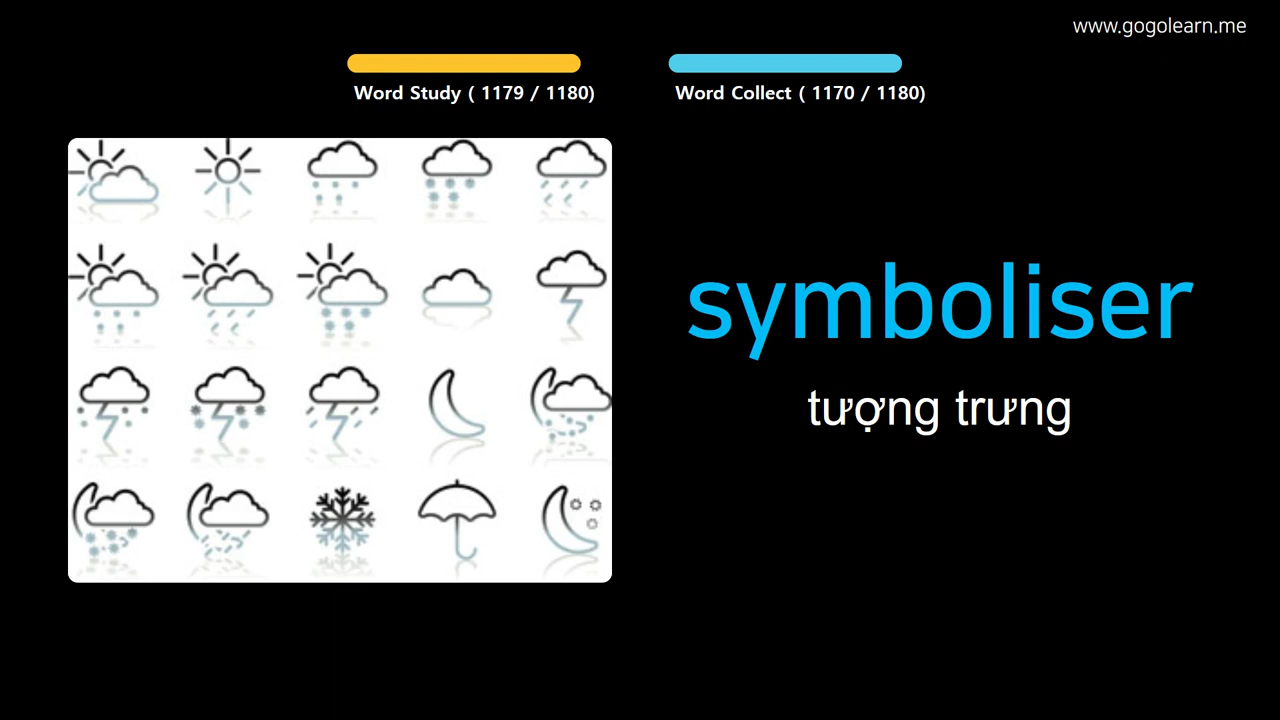 www.gogolearn.me
Word Study ( 1179 / 1180)
Word Collect ( 1170 / 1180)
symboliser
tượng trưng